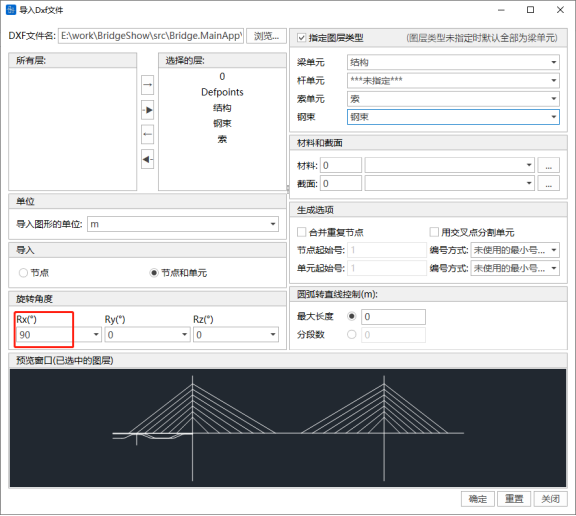 导入Dxf文件
DXF文件名: E:\work\BridgeShow\src\Bridge.MainApp\ 浏览...
所有层:
选择的层:
0
Defpoints
结构
钢束
索
单位
导入图形的单位: m
导入
节点 节点和单元
旋转角度
Rx(°) Ry(°) Rz(°)
90 0 0
指定图层类型 (图层类型未指定时默认全部为梁单元)
梁单元 结构
杆单元 ***未指定***
索单元 索
钢束 钢束
材料和截面
材料: 0 ...
截面: 0 ...
生成选项
合并重复节点 用交叉点分割单元
节点起始号: 1 编号方式: 未使用的最小号...
单元起始号: 1 编号方式: 未使用的最小号...
圆弧转直线控制(m):
最大长度 0
分段数 0
预览窗口(已选中的图层)
确定 重置 关闭